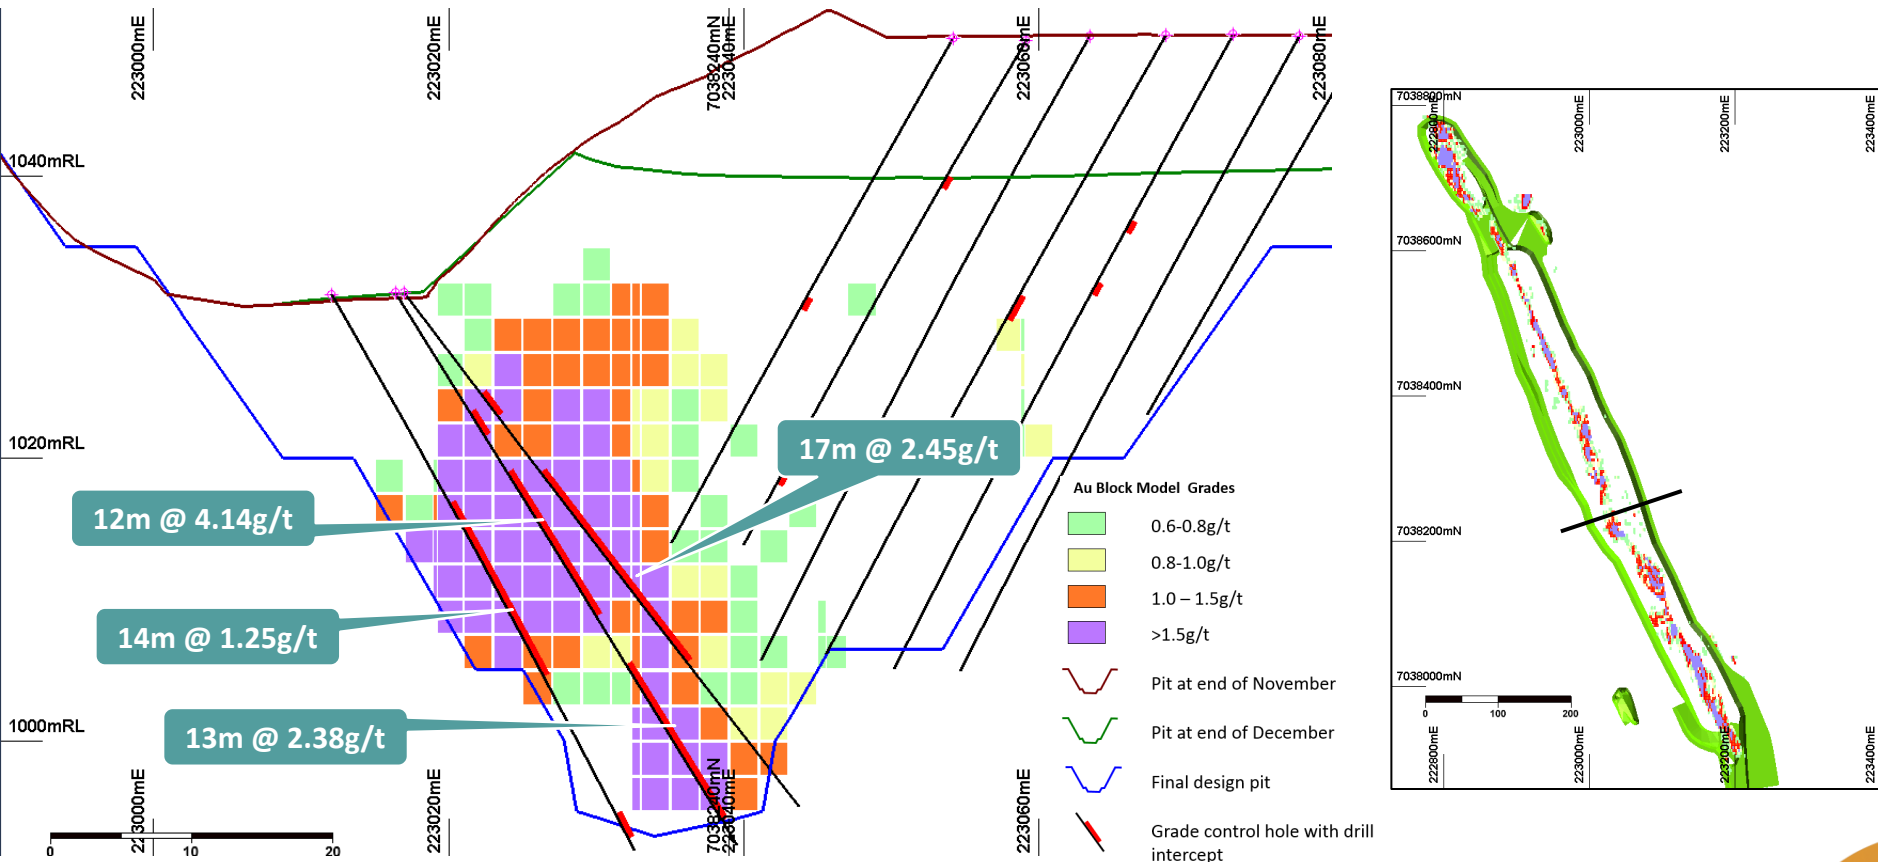 223000mE
223020mE
7038240mN
223040mE
223060mE
223080mE
1040mRL
1020mRL
1000mRL
17m @ 2.45g/t
12m @ 4.14g/t
14m @ 1.25g/t
13m @ 2.38g/t
Au Block Model Grades
0.6-0.8g/t
0.8-1.0g/t
1.0 – 1.5g/t
>1.5g/t
Pit at end of November
Pit at end of December
Final design pit
Grade control hole with drill
intercept
223000mE
223020mE
7038240mN
223040mE
223060mE
0 10 20
7038800mN
222800mE
223000mE
223200mE
223400mE
7038600mN
7038400mN
7038200mN
7038000mN
0 100 200
222800mE
223000mE
223200mE
223400mE